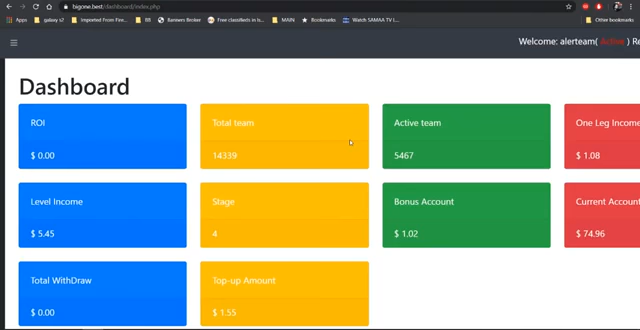 bigone.best/dashboard/index.php
Apps galaxy s2 Imported From Fire... !!!! Banners Broker Free classifieds in Is... MAIN Bookmarks Watch SAMAA TV L... Other bookmarks
Welcome: alerteam( Active ) Re
Dashboard
ROI Total team Active team One Leg Income
$ 0.00 14339 5467 $ 1.08
Level Income Stage Bonus Account Current Account
$ 5.45 4 $ 1.02 $ 74.96
Total WithDraw Top-up Amount
$ 0.00 $ 1.55